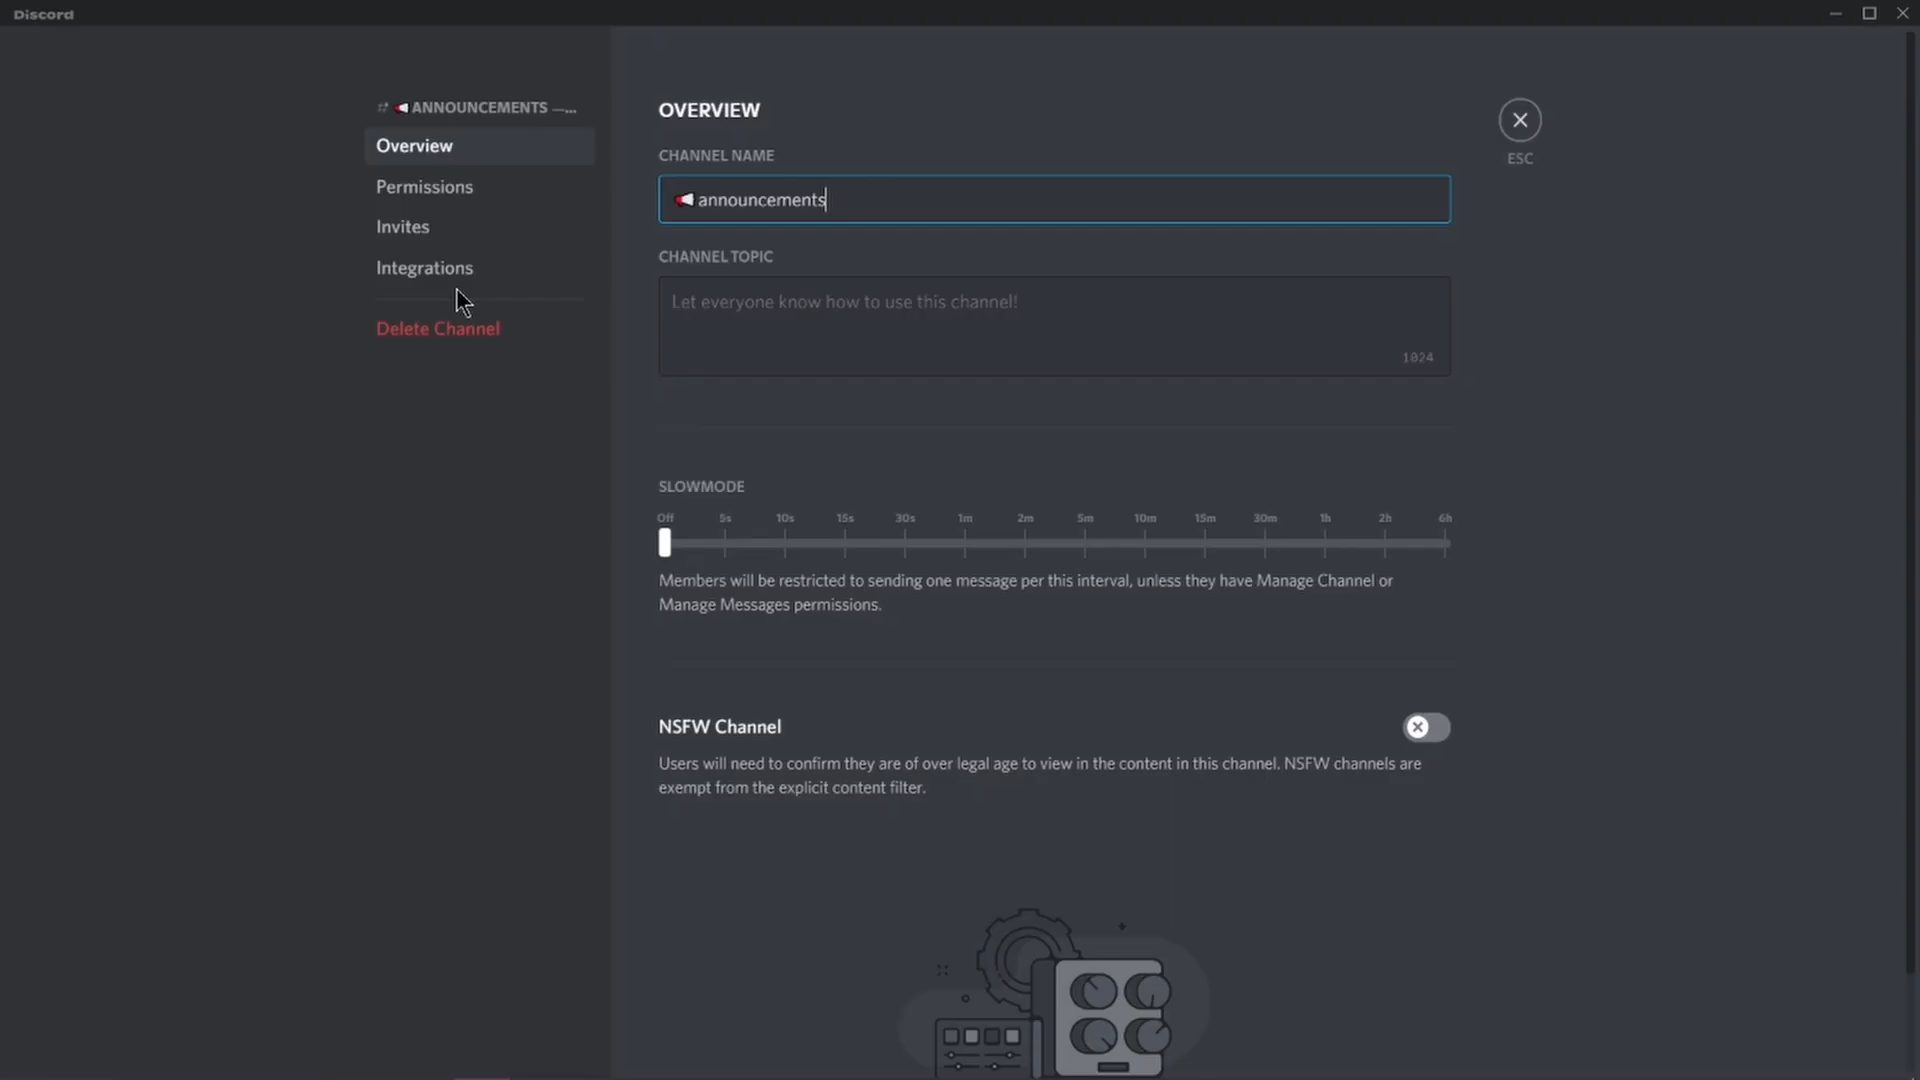 Discord
# 📢 ANNOUNCEMENTS —...
Overview
Permissions
Invites
Integrations
Delete Channel
OVERVIEW
CHANNEL NAME
📢 announcements
CHANNEL TOPIC
Let everyone know how to use this channel!
1024
ESC
SLOWMODE
Off 5s 10s 15s 30s 1m 2m 5m 10m 15m 30m 1h 2h 6h
Members will be restricted to sending one message per this interval, unless they have Manage Channel or
Manage Messages permissions.
NSFW Channel
Users will need to confirm they are of over legal age to view in the content in this channel. NSFW channels are
exempt from the explicit content filter.